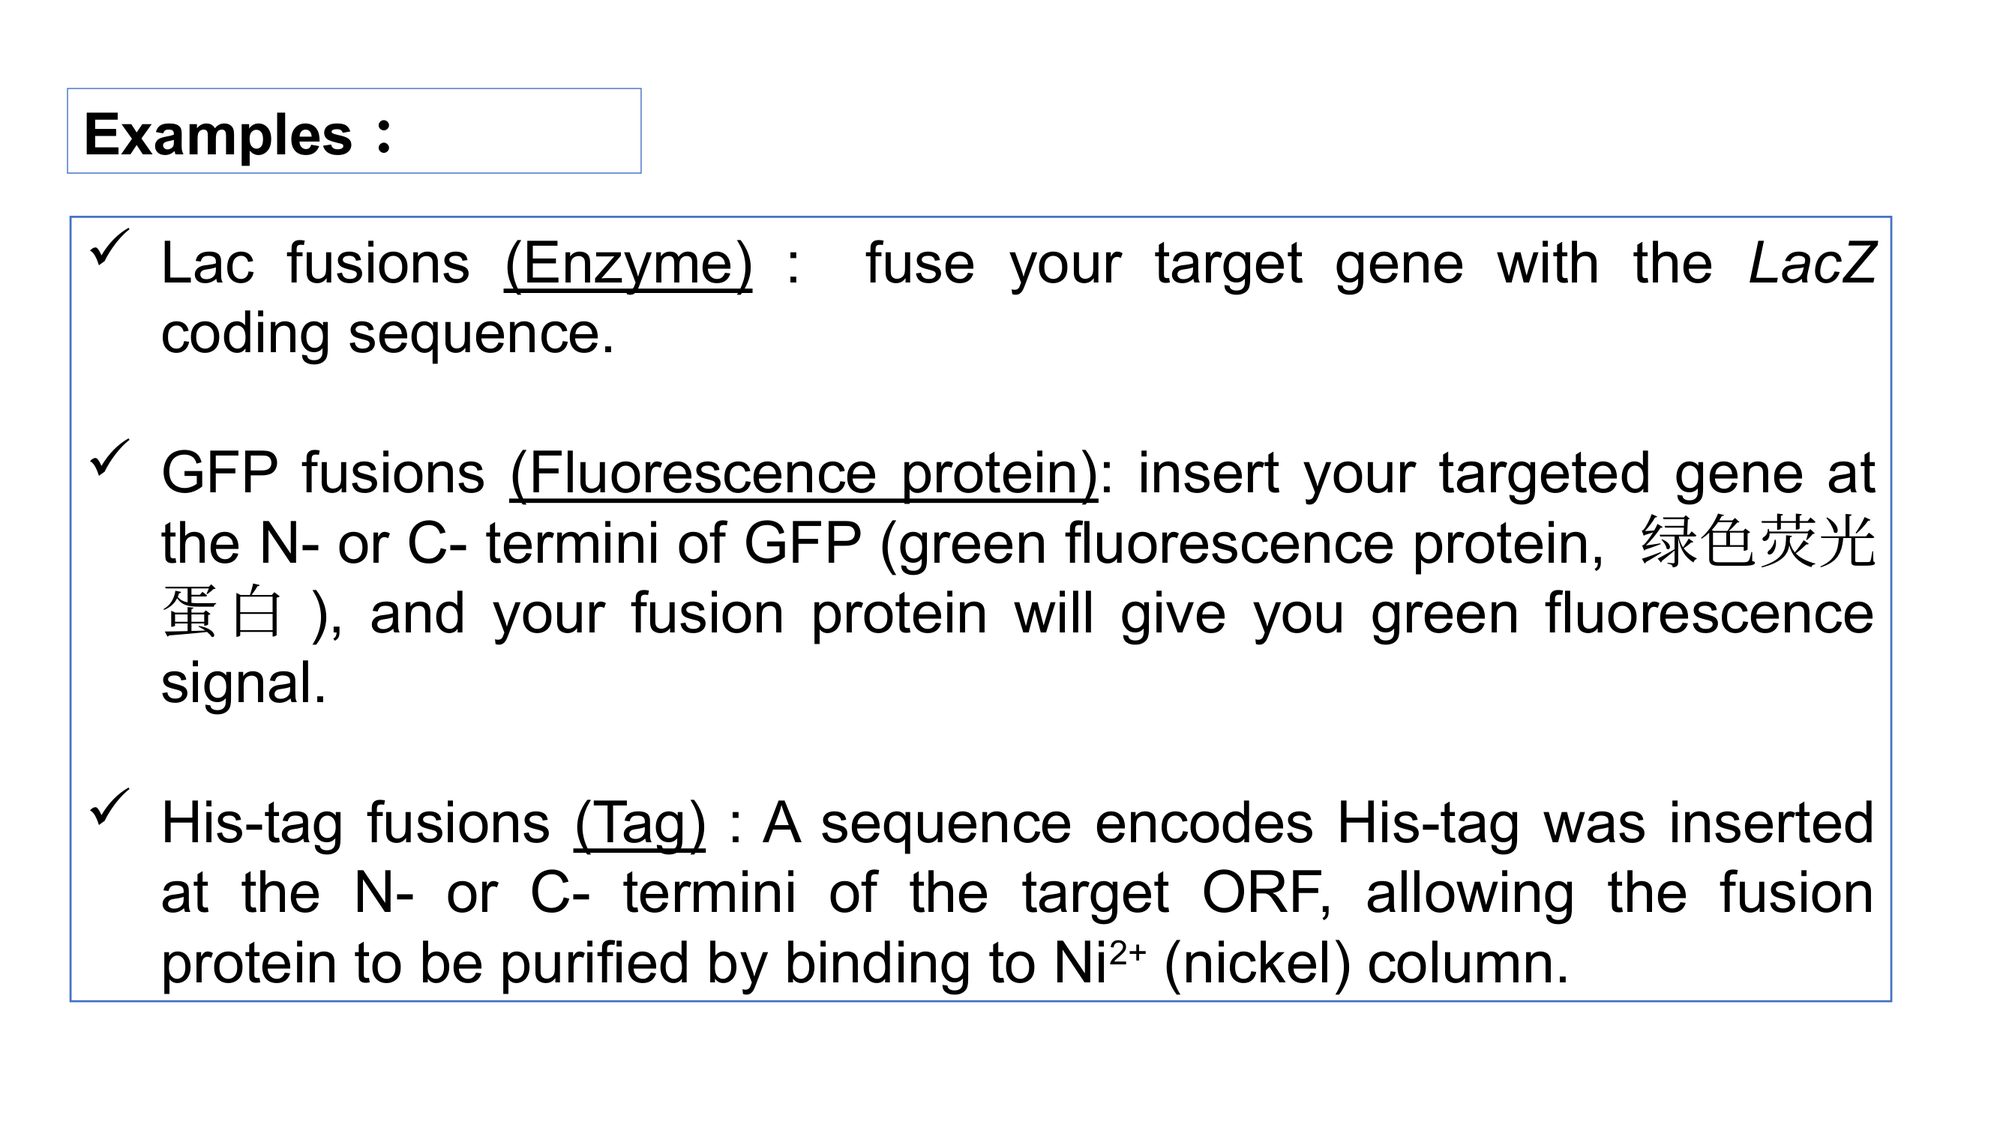 Examples：
✓ Lac fusions (Enzyme) : fuse your target gene with the LacZ
coding sequence.
✓ GFP fusions (Fluorescence protein): insert your targeted gene at
the N- or C- termini of GFP (green fluorescence protein, 绿色荧光
蛋白 ), and your fusion protein will give you green fluorescence
signal.
✓ His-tag fusions (Tag) : A sequence encodes His-tag was inserted
at the N- or C- termini of the target ORF, allowing the fusion
protein to be purified by binding to Ni²⁺ (nickel) column.